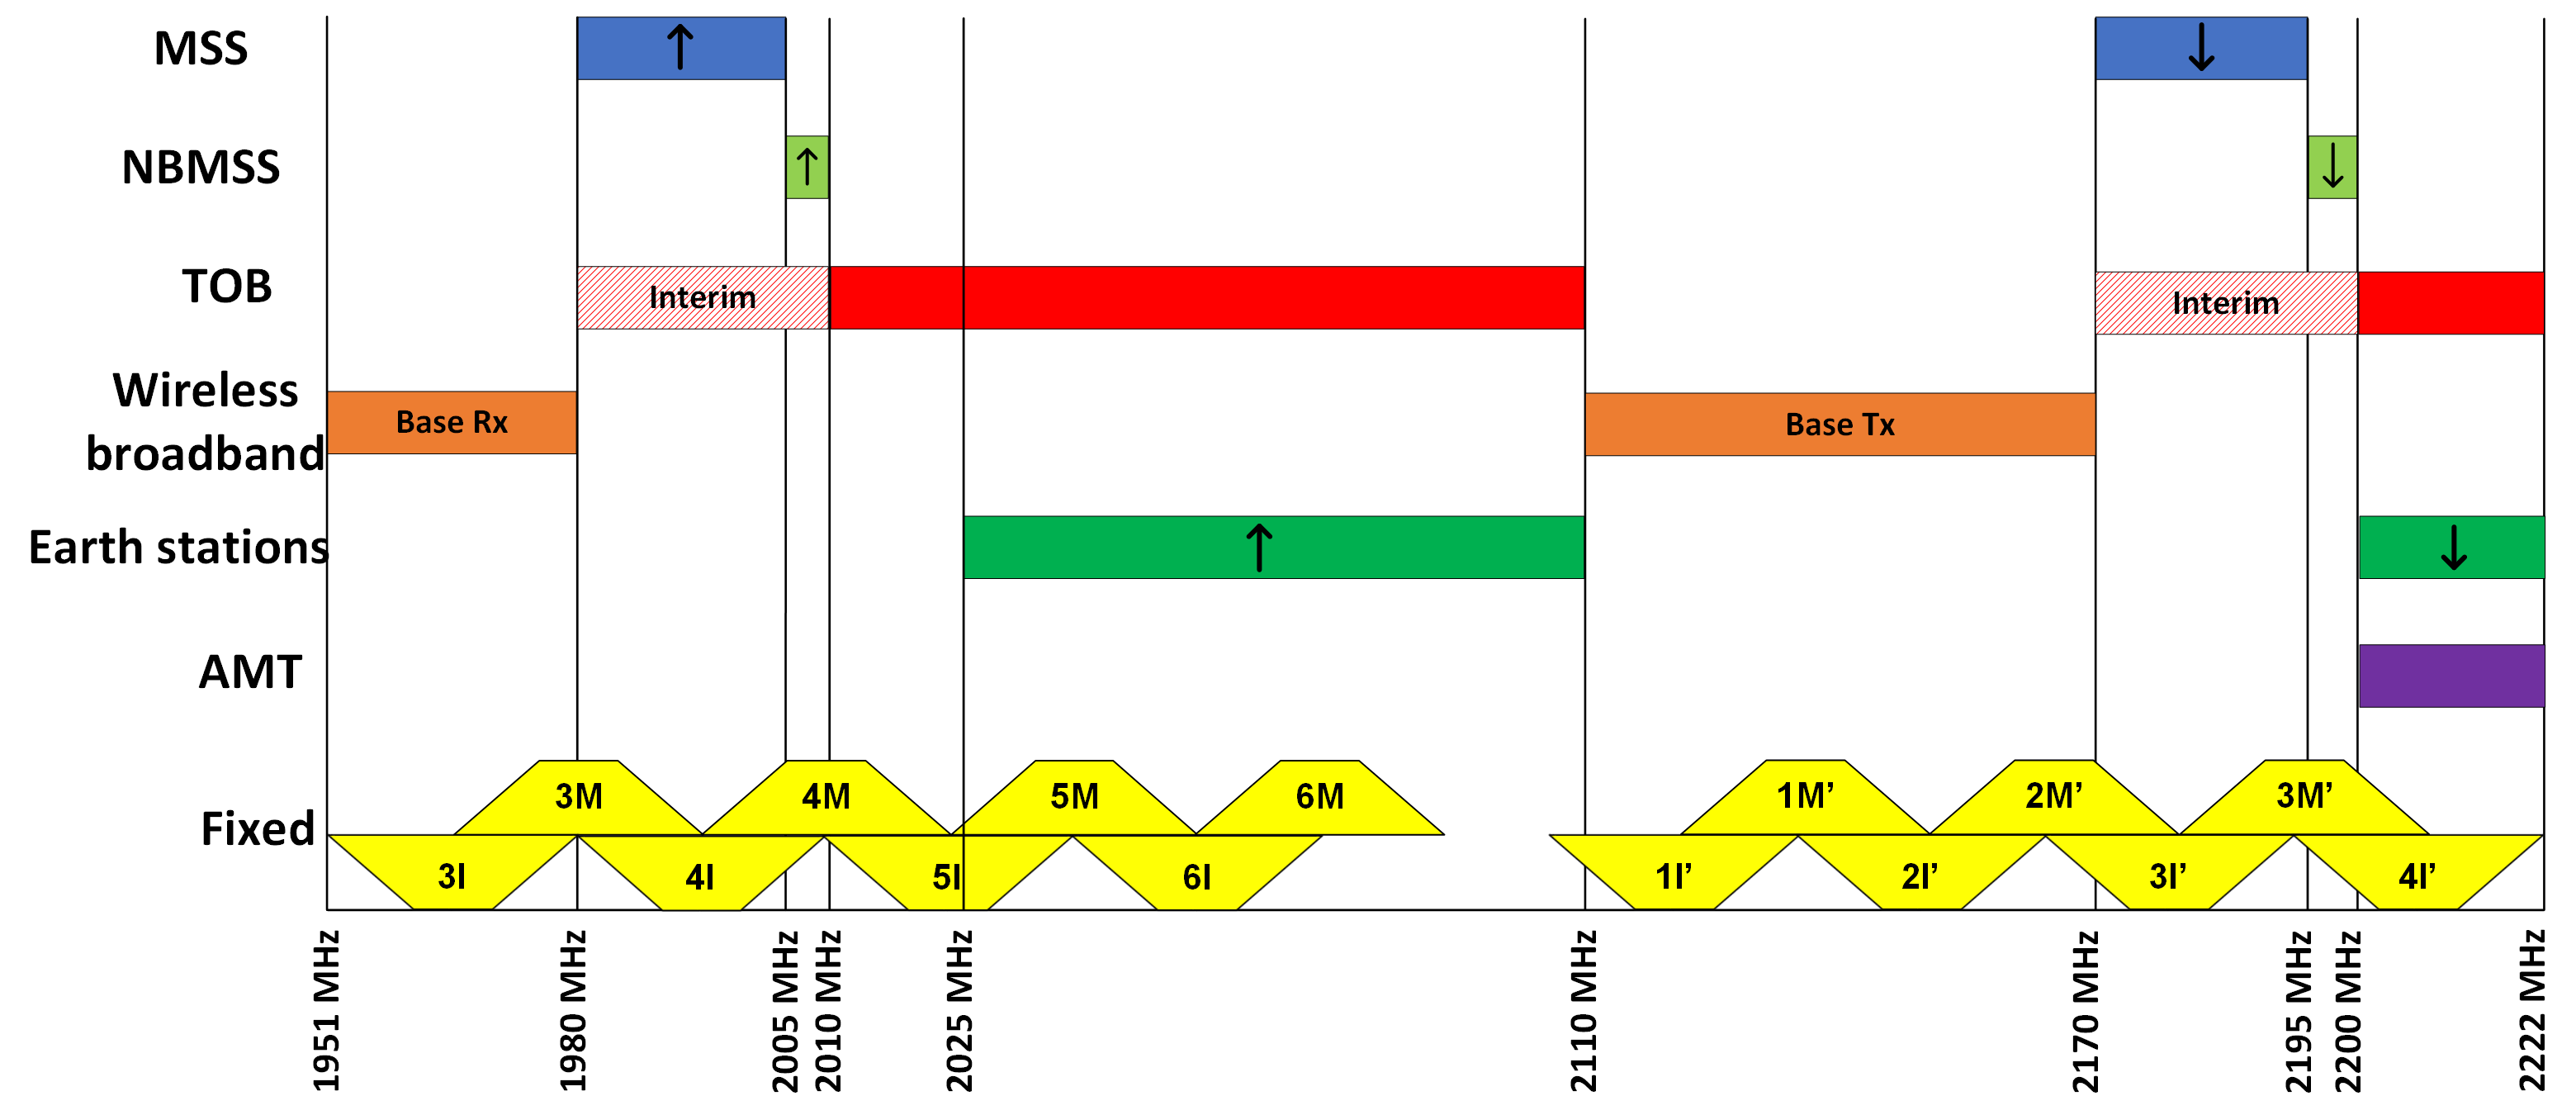 MSS
↑
↓
NBMSS
↑
↓
TOB
Interim
Interim
Wireless
broadband
Base Rx
Base Tx
Earth stations
↑
↓
AMT
Fixed
3M
4M
5M
6M
1M’
2M’
3M’
3I
4I
5I
6I
1I’
2I’
3I’
4I’
1951 MHz
1980 MHz
2005 MHz
2010 MHz
2025 MHz
2110 MHz
2170 MHz
2195 MHz
2200 MHz
2222 MHz